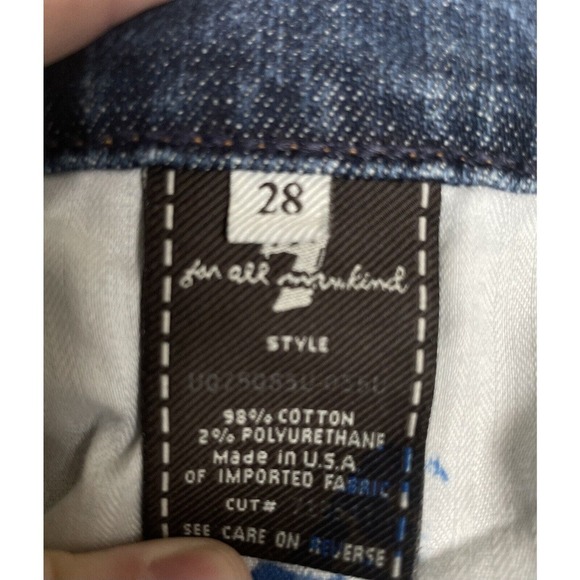 28
7
for all mankind
STYLE
98% COTTON
2% POLYURETHANE
Made in U.S.A
OF IMPORTED FABRIC
CUT#
SEE CARE ON REVERSE